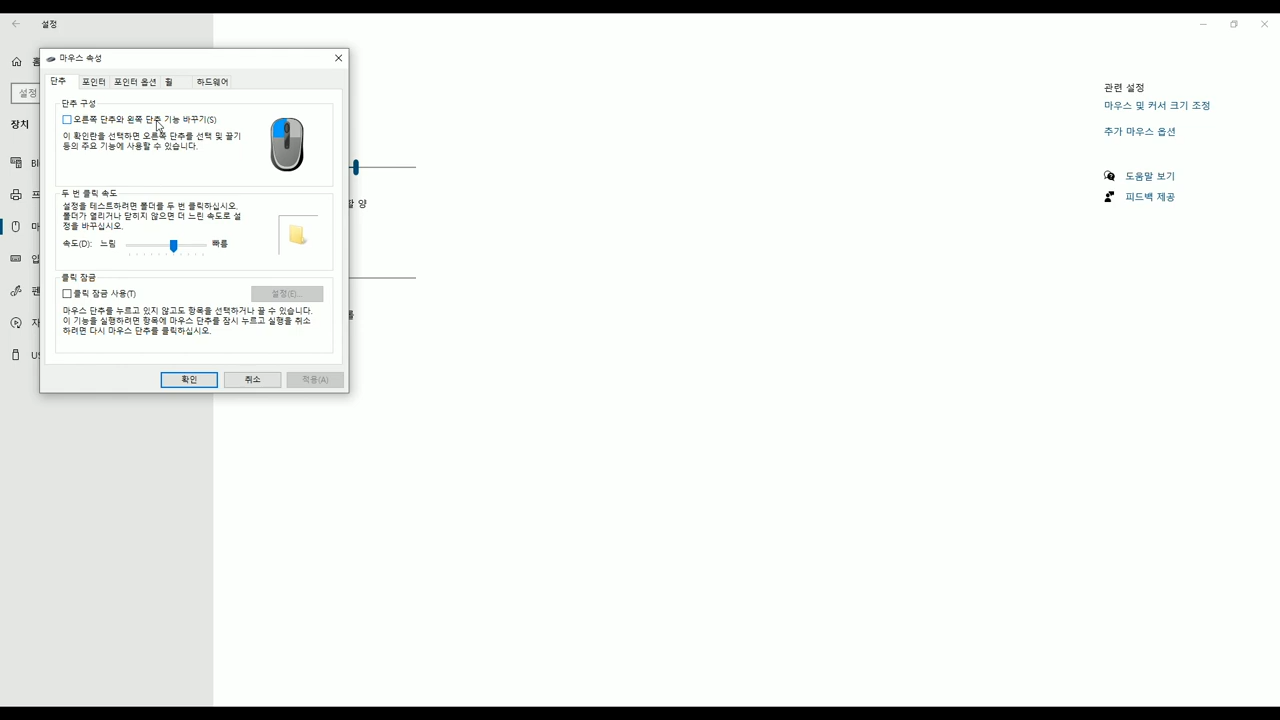 설정
마우스 속성
단추
포인터
포인터 옵션
휠
하드웨어
단추 구성
오른쪽 단추와 왼쪽 단추 기능 바꾸기(S)
이 확인란을 선택하면 오른쪽 단추를 선택 및 끌기
등의 주요 기능에 사용할 수 있습니다.
두 번 클릭 속도
설정을 테스트하려면 폴더를 두 번 클릭하십시오.
폴더가 열리거나 닫히지 않으면 더 느린 속도로 설
정을 바꾸십시오.
속도(D): 느림 빠름
클릭 잠금
클릭 잠금 사용(T)
설정(E)...
마우스 단추를 누르고 있지 않고도 항목을 선택하거나 끌 수 있습니다.
이 기능을 실행하려면 항목에 마우스 단추를 잠시 누르고 실행을 취소
하려면 다시 마우스 단추를 클릭하십시오.
확인
취소
적용(A)
설정
장치
Bl
프
마
입
펜
자
US
할 양
를
관련 설정
마우스 및 커서 크기 조정
추가 마우스 옵션
도움말 보기
피드백 제공